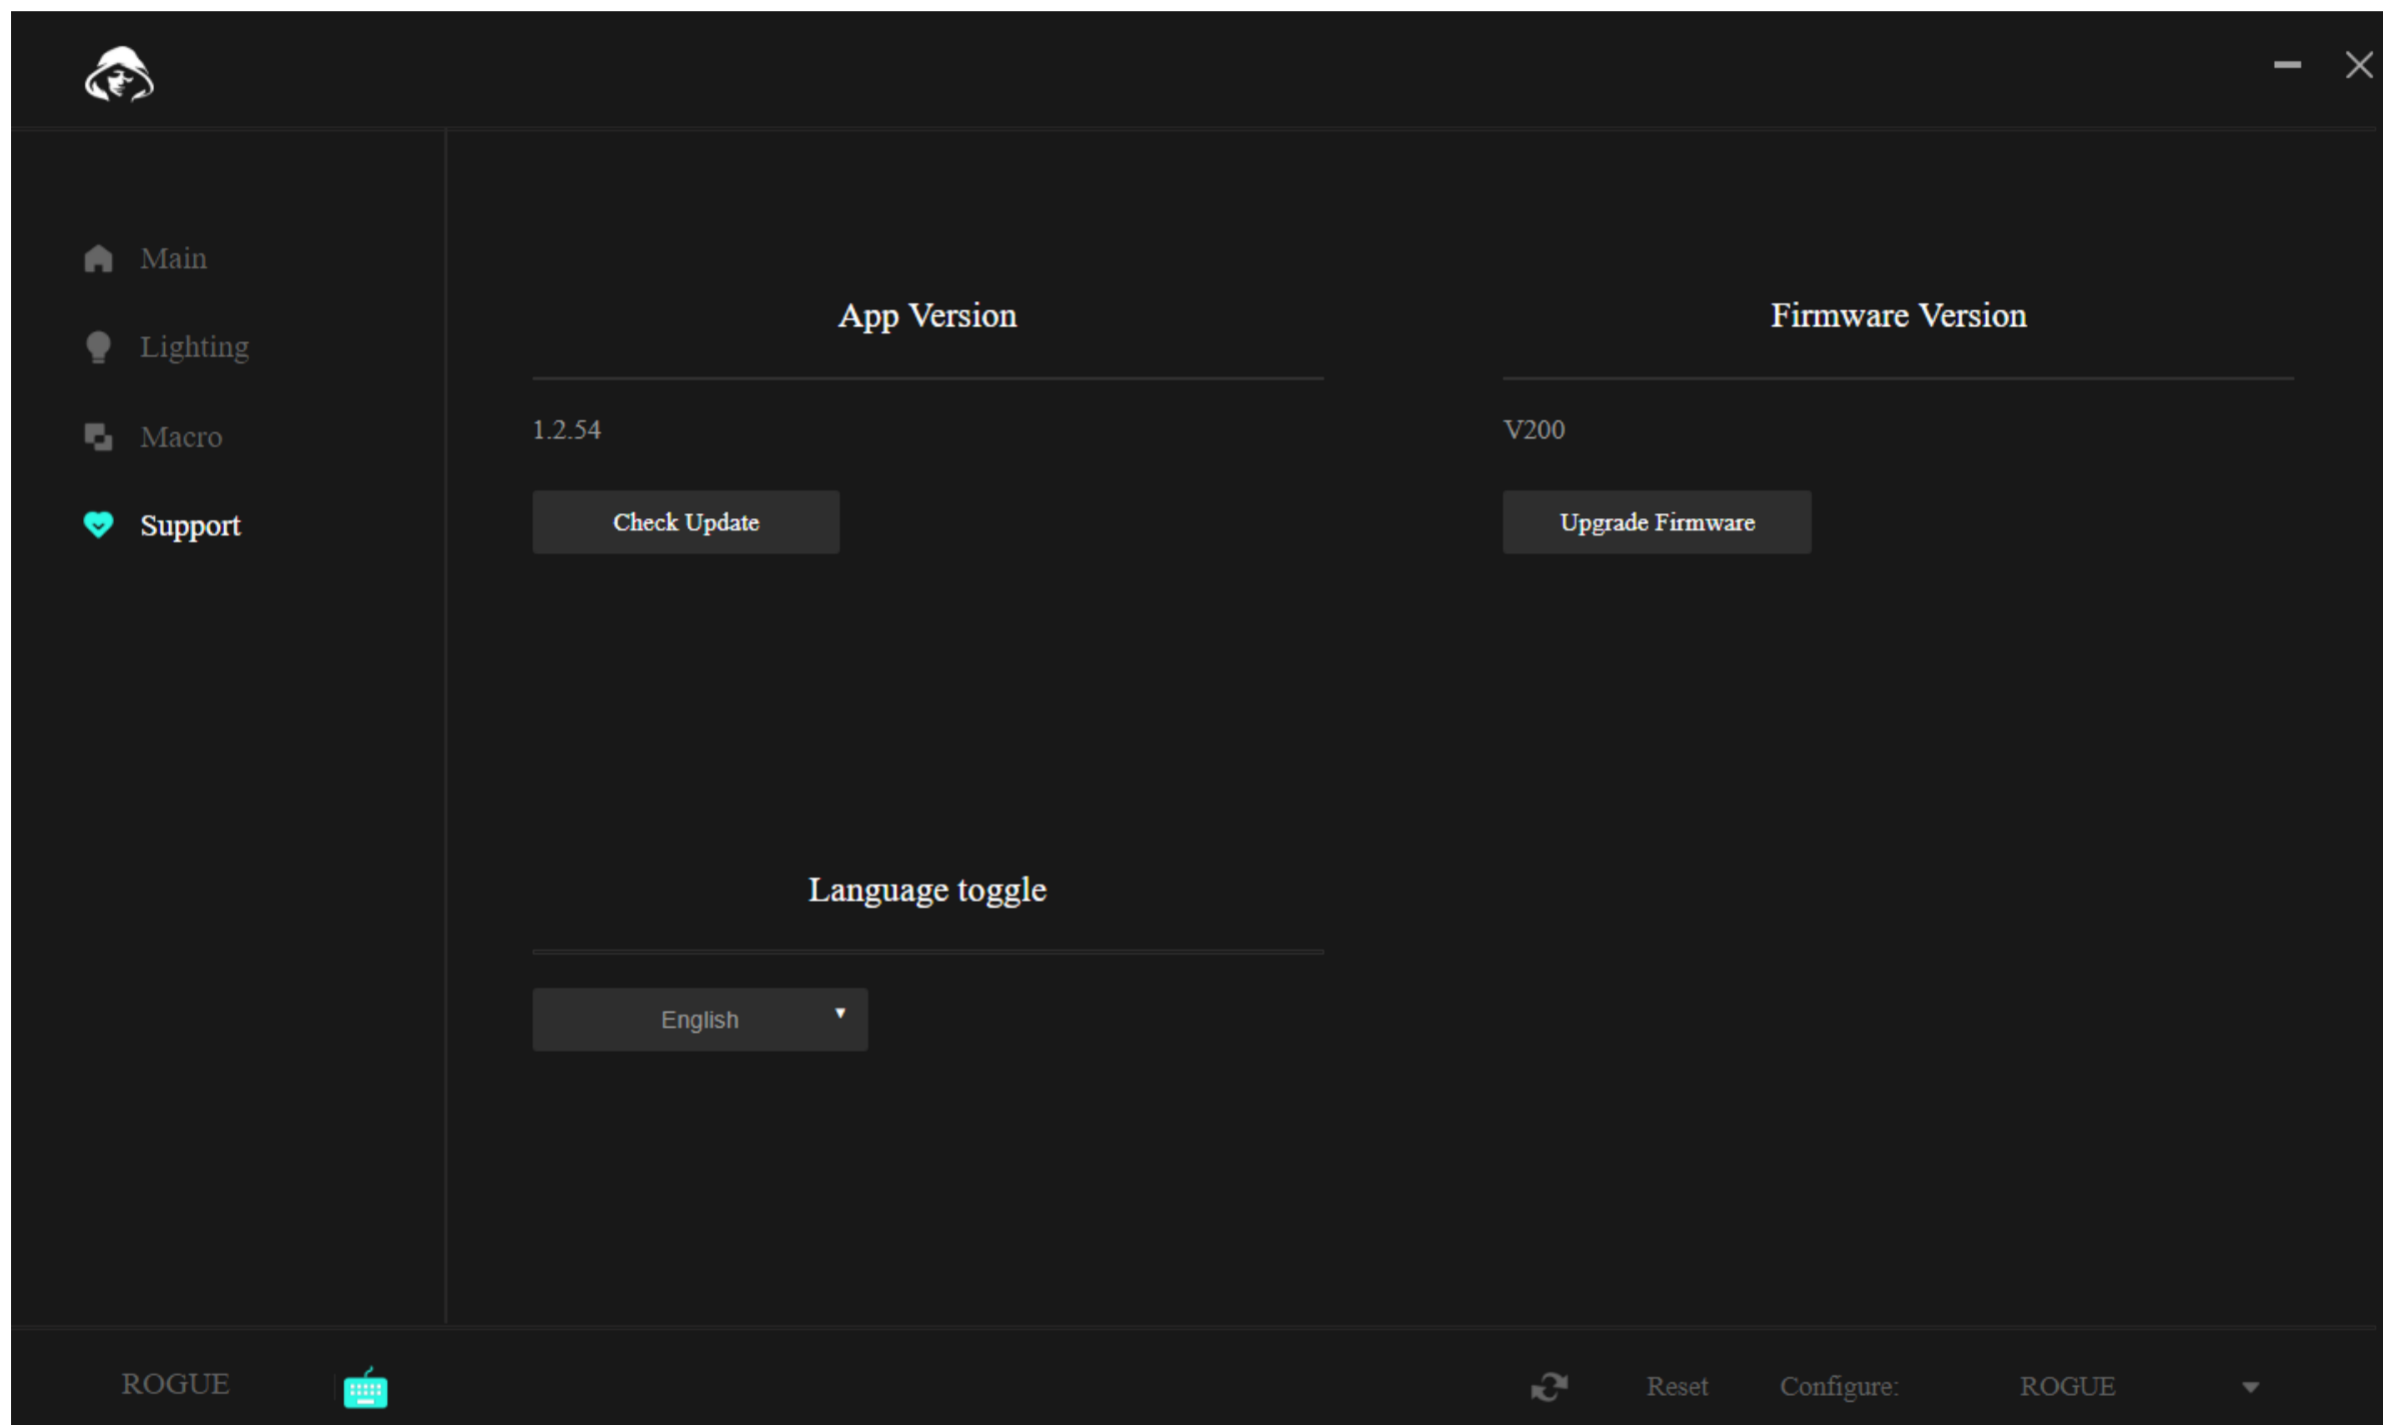 Main
Lighting
Macro
Support
App Version
1.2.54
Check Update
Firmware Version
V200
Upgrade Firmware
Language toggle
English
ROGUE
Reset
Configure:
ROGUE